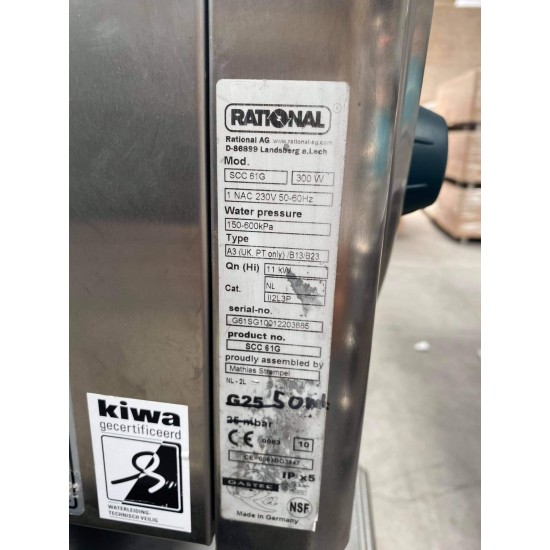 RATIONAL
Rational AG www.rational-ag.com
D-86899 Landsberg a.Lech
Mod.
SCC 61G 300 W
1 NAC 230V 50-60Hz
Water pressure
150-600kPa
Type
A3 (UK, PT only) /B13/B23
Qn (Hi) 11 kW
Cat. NL
II2L3P
serial-no.
G61SG10012203885
product no.
SCC 61G
proudly assembled by
Mathias Strempel
NL - 2L
G25 50
25 mbar
CE 0063 10
IP x5
GASTEC
NSF
Made in Germany
kiwa
gecertificeerd
WATERLEIDING-
TECHNISCH VEILIG